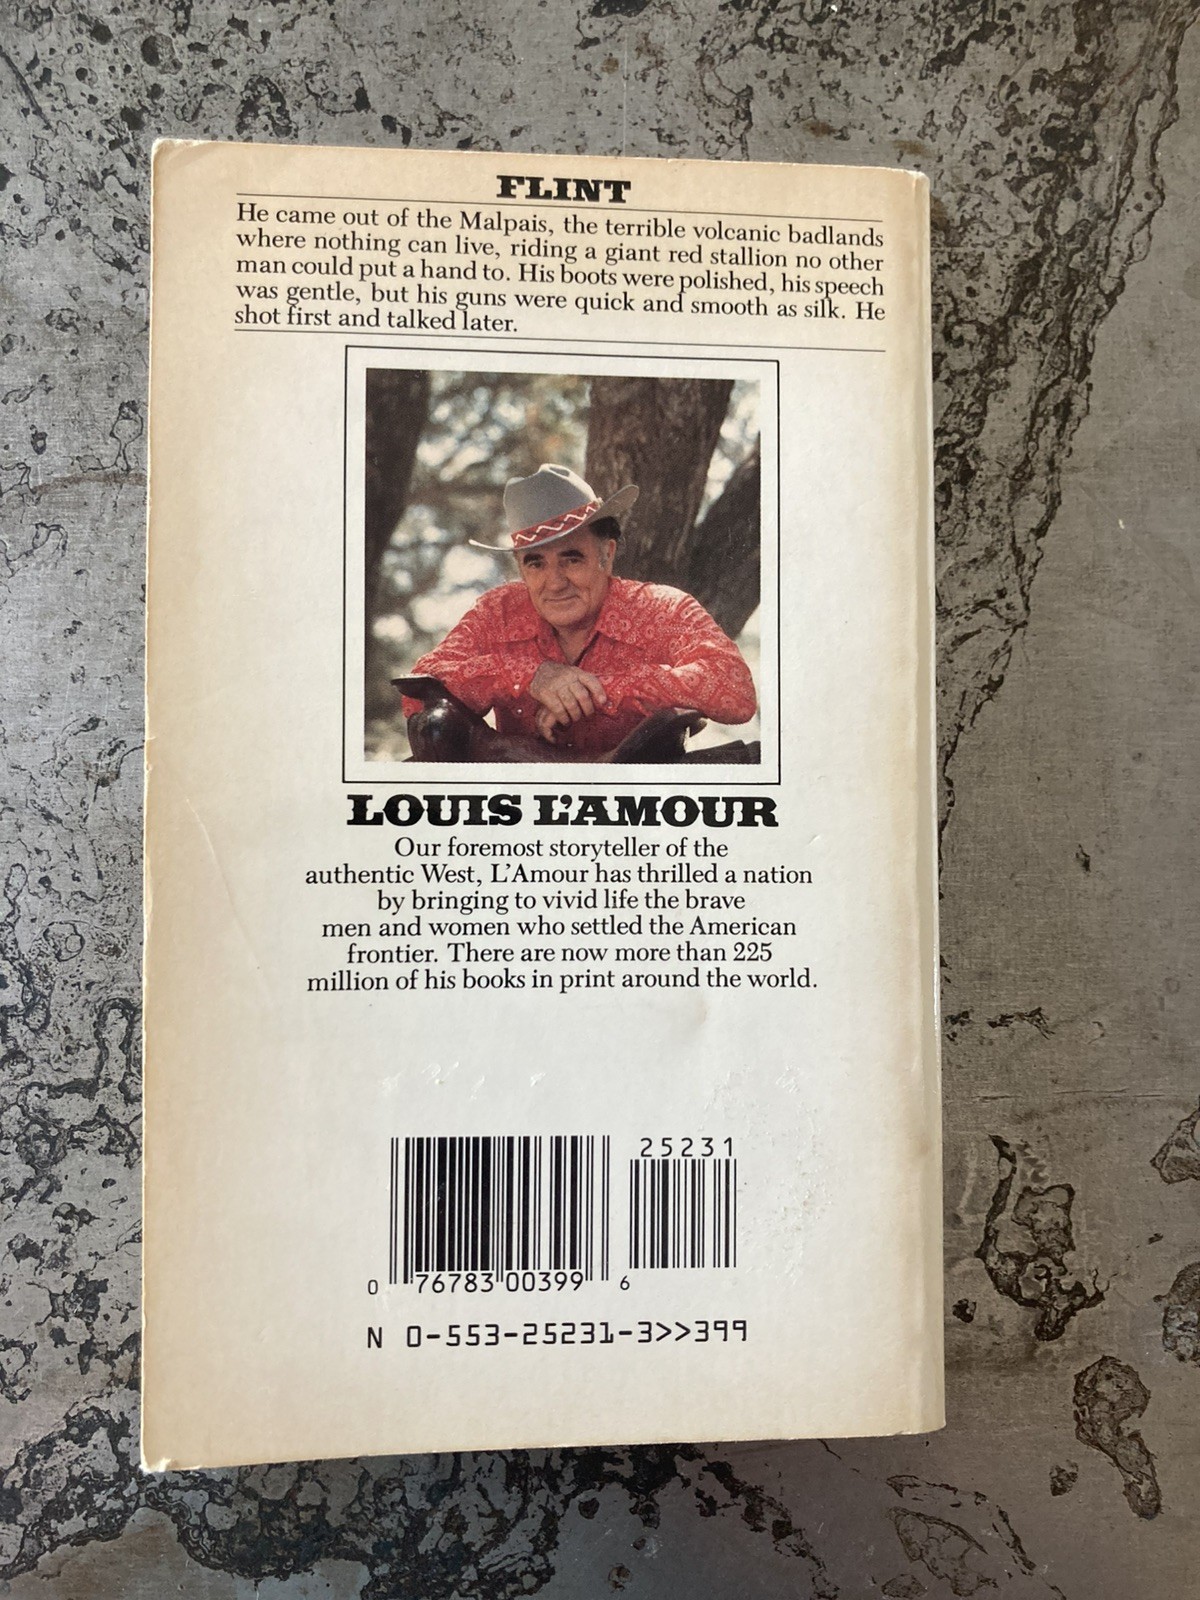 FLINT
He came out of the Malpais, the terrible volcanic badlands
where nothing can live, riding a giant red stallion no other
man could put a hand to. His boots were polished, his speech
was gentle, but his guns were quick and smooth as silk. He
shot first and talked later.
LOUIS L'AMOUR
Our foremost storyteller of the
authentic West, L'Amour has thrilled a nation
by bringing to vivid life the brave
men and women who settled the American
frontier. There are now more than 225
million of his books in print around the world.
25231
0 76783 00399 6
N 0-553-25231-3>>399